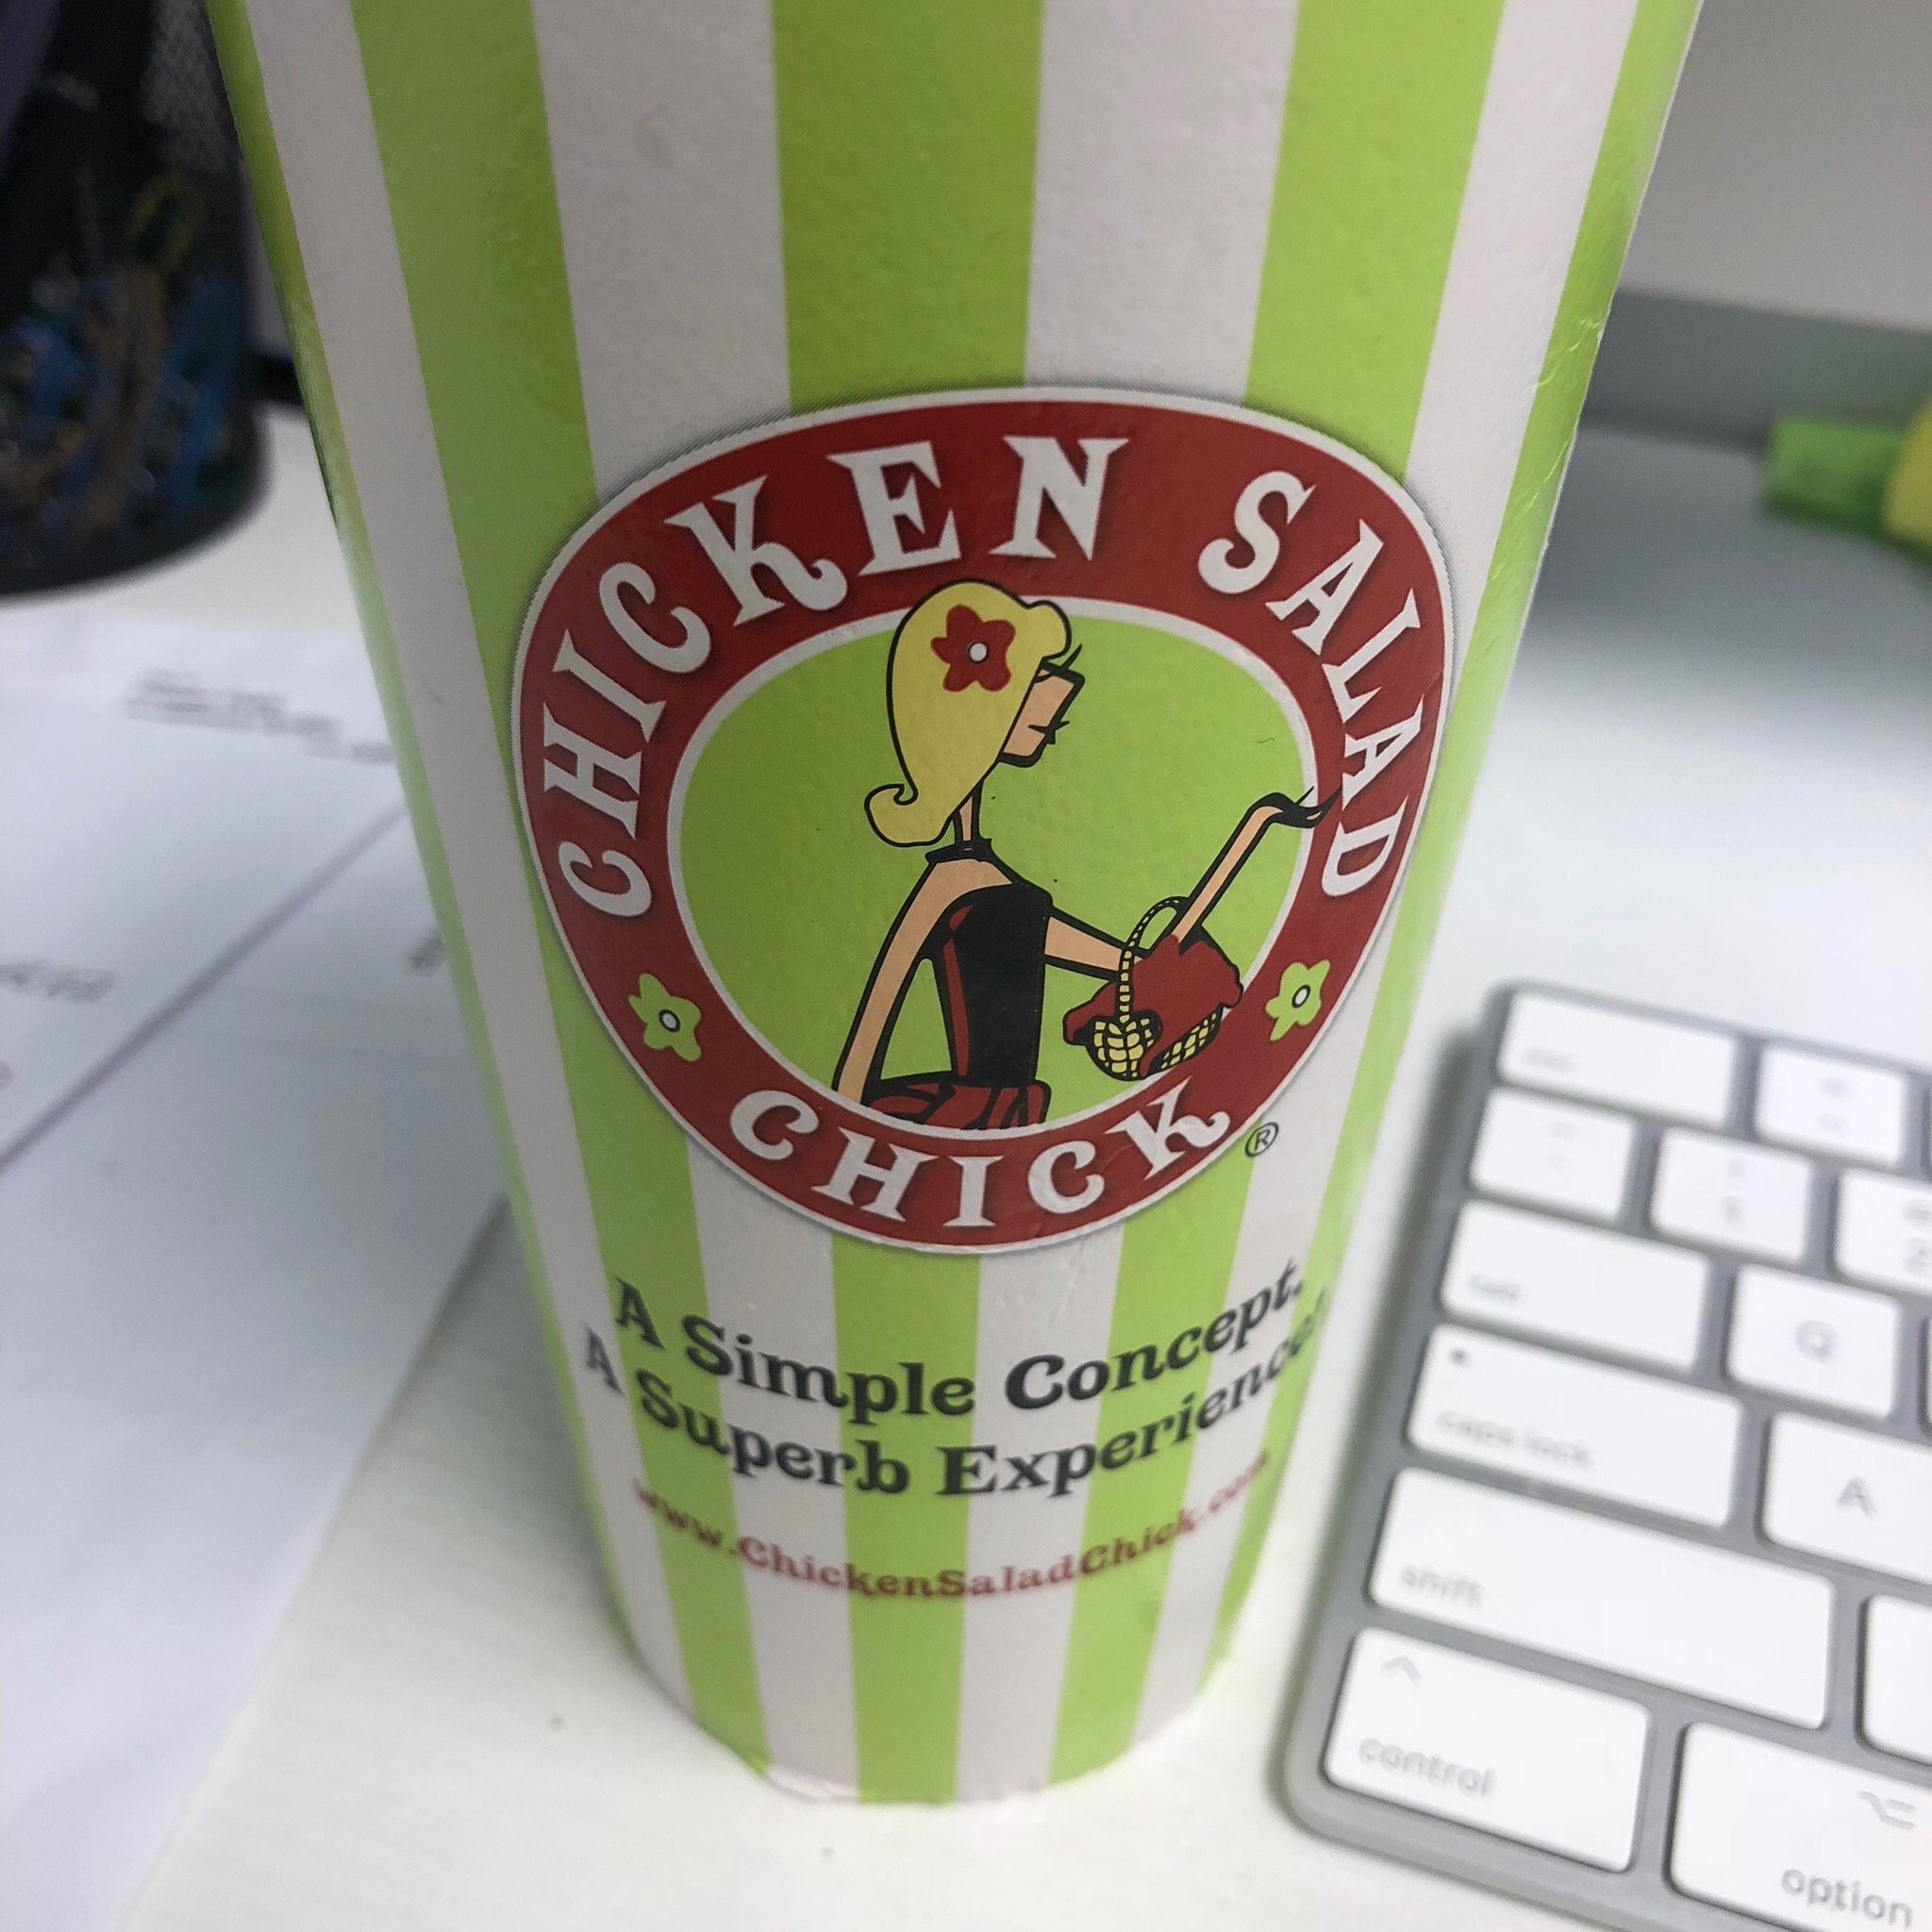 CHICKEN SALAD
CHICK®
A Simple Concept.
A Superb Experience!
www.ChickenSaladChick.com
tab
Q
caps lock
A
shift
control
option